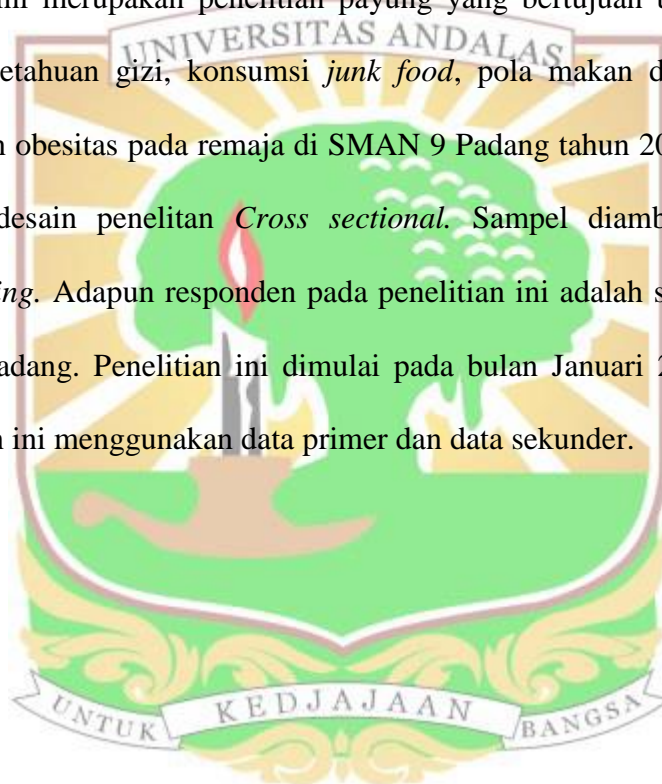 ini merupakan penelitian payung yang bertujuan
UNIVERSITAS ANDALAS
etahuan gizi, konsumsi junk food, pola makan d
n obesitas pada remaja di SMAN 9 Padang tahun 20
desain penelitan Cross sectional. Sampel diamb
ing. Adapun responden pada penelitian ini adalah s
adang. Penelitian ini dimulai pada bulan Januari 2
n ini menggunakan data primer dan data sekunder.
UNTUK KEDJAJAAN BANGSA